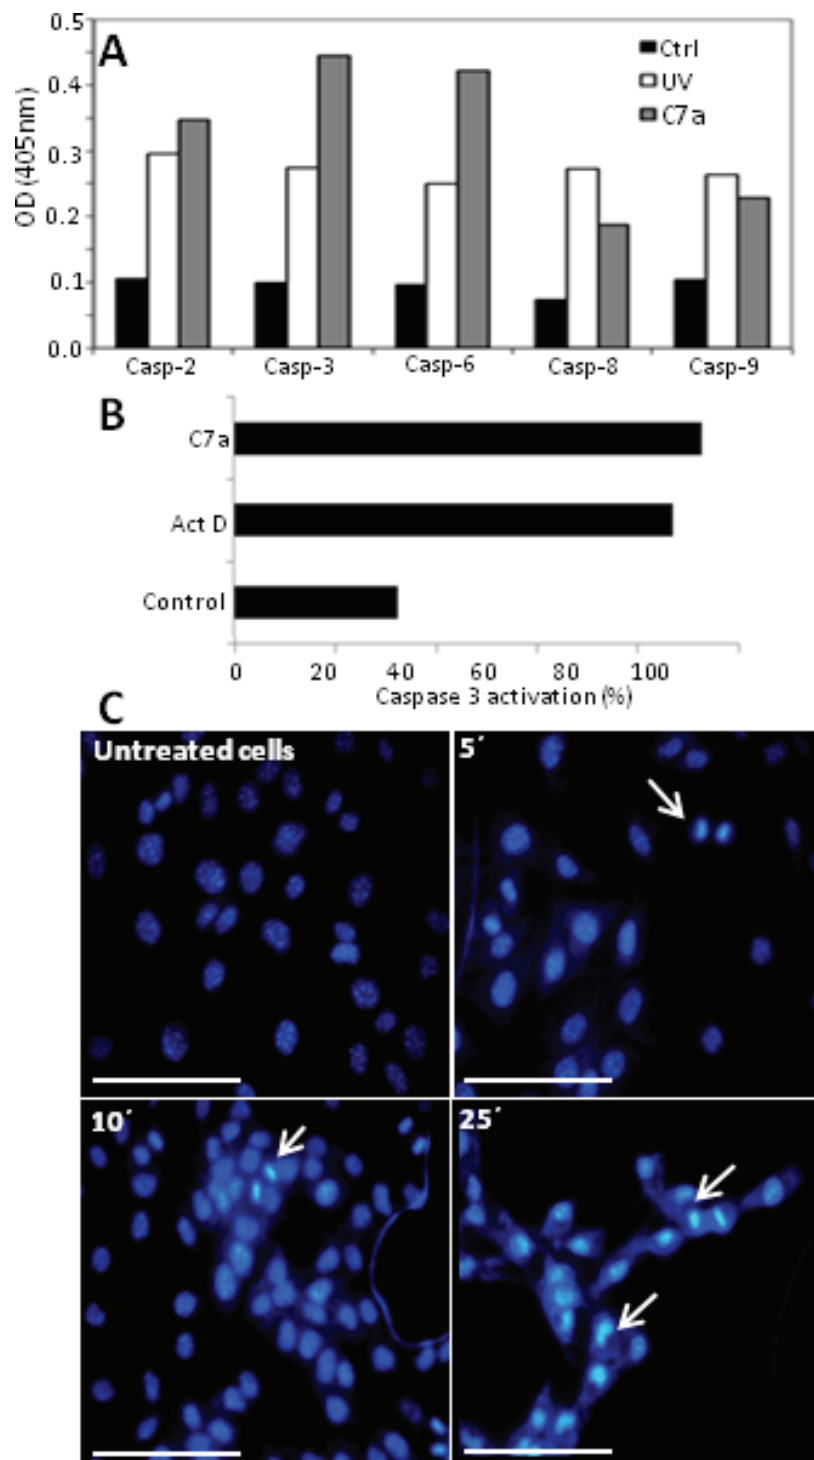 A
0.5
0.4
0.3
0.2
0.1
0.0
OD (405nm)
Ctrl
UV
C7a
Casp-2 Casp-3 Casp-6 Casp-8 Casp-9
B
C7a
Act D
Control
0 20 40 60 80 100
Caspase 3 activation (%)
C
Untreated cells
5´
10´
25´